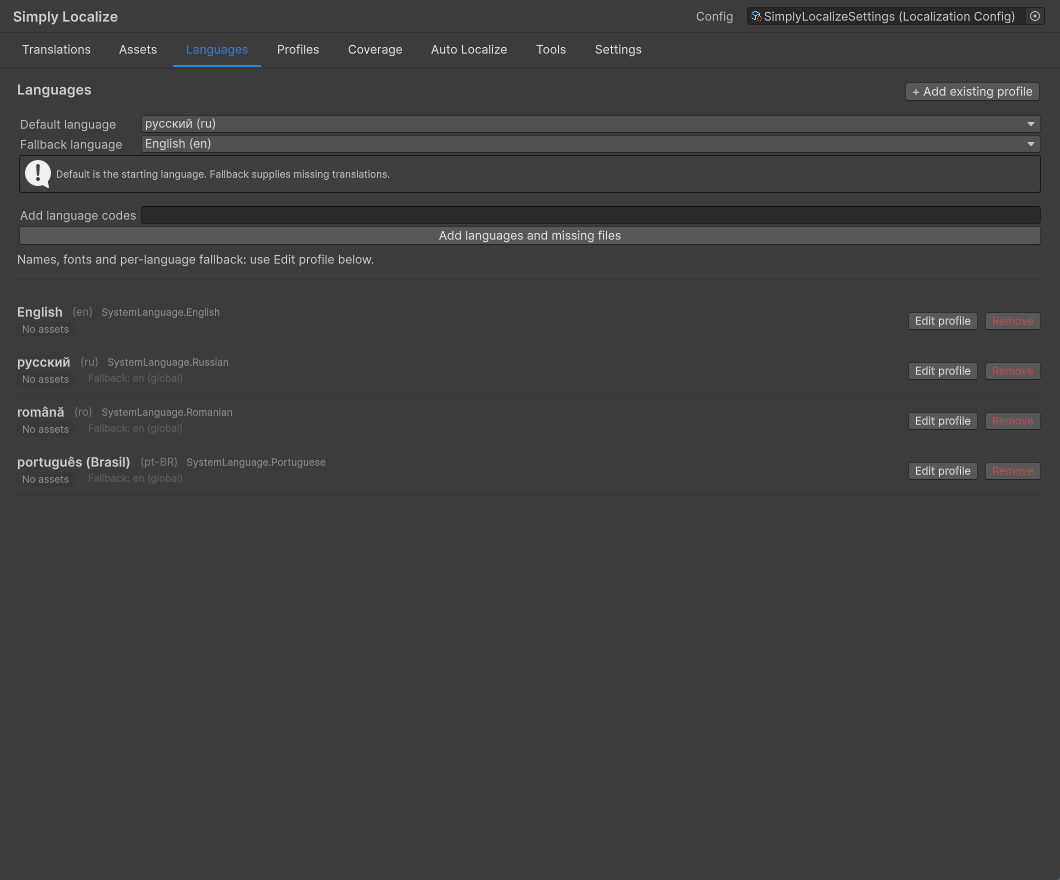 Simply Localize
Config
SimplyLocalizeSettings (Localization Config)
Translations Assets Languages Profiles Coverage Auto Localize Tools Settings
Languages
+ Add existing profile
Default language русский (ru)
Fallback language English (en)
Default is the starting language. Fallback supplies missing translations.
Add language codes
Add languages and missing files
Names, fonts and per-language fallback: use Edit profile below.
English (en) SystemLanguage.English
No assets
Edit profile Remove
русский (ru) SystemLanguage.Russian
No assets Fallback: en (global)
Edit profile Remove
română (ro) SystemLanguage.Romanian
No assets Fallback: en (global)
Edit profile Remove
português (Brasil) (pt-BR) SystemLanguage.Portuguese
No assets Fallback: en (global)
Edit profile Remove